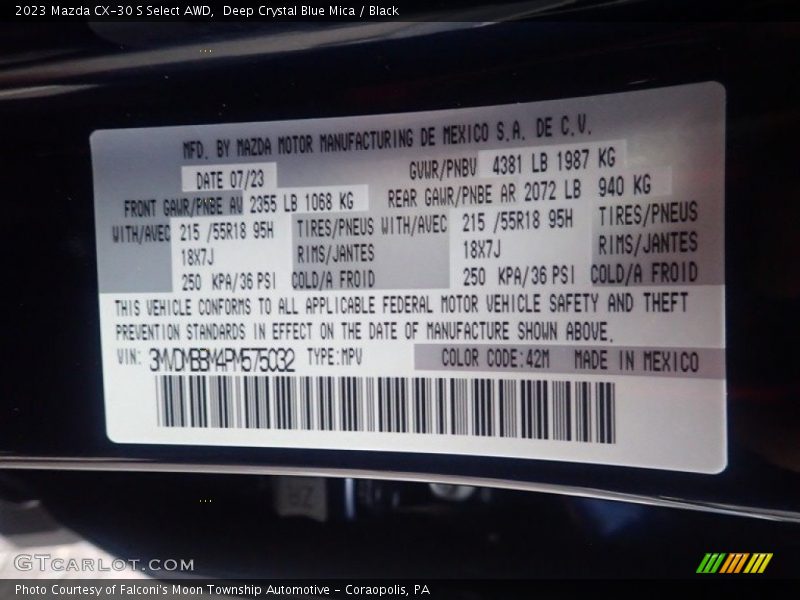 2023 Mazda CX-30 S Select AWD,  Deep Crystal Blue Mica / Black
MFD. BY MAZDA MOTOR MANUFACTURING DE MEXICO S.A. DE C.V.
DATE 07/23 GVWR/PNBV 4381 LB 1987 KG
FRONT GAWR/PNBE AV 2355 LB 1068 KG REAR GAWR/PNBE AR 2072 LB 940 KG
WITH/AVEC 215 /55R18 95H TIRES/PNEUS WITH/AVEC 215 /55R18 95H TIRES/PNEUS
18X7J RIMS/JANTES 18X7J RIMS/JANTES
250 KPA/36 PSI COLD/A FROID 250 KPA/36 PSI COLD/A FROID
THIS VEHICLE CONFORMS TO ALL APPLICABLE FEDERAL MOTOR VEHICLE SAFETY AND THEFT
PREVENTION STANDARDS IN EFFECT ON THE DATE OF MANUFACTURE SHOWN ABOVE.
VIN: 3MVDMBBM4PM575032 TYPE:MPV COLOR CODE:42M MADE IN MEXICO
GTCARLOT.COM
Photo Courtesy of Falconi's Moon Township Automotive - Coraopolis, PA